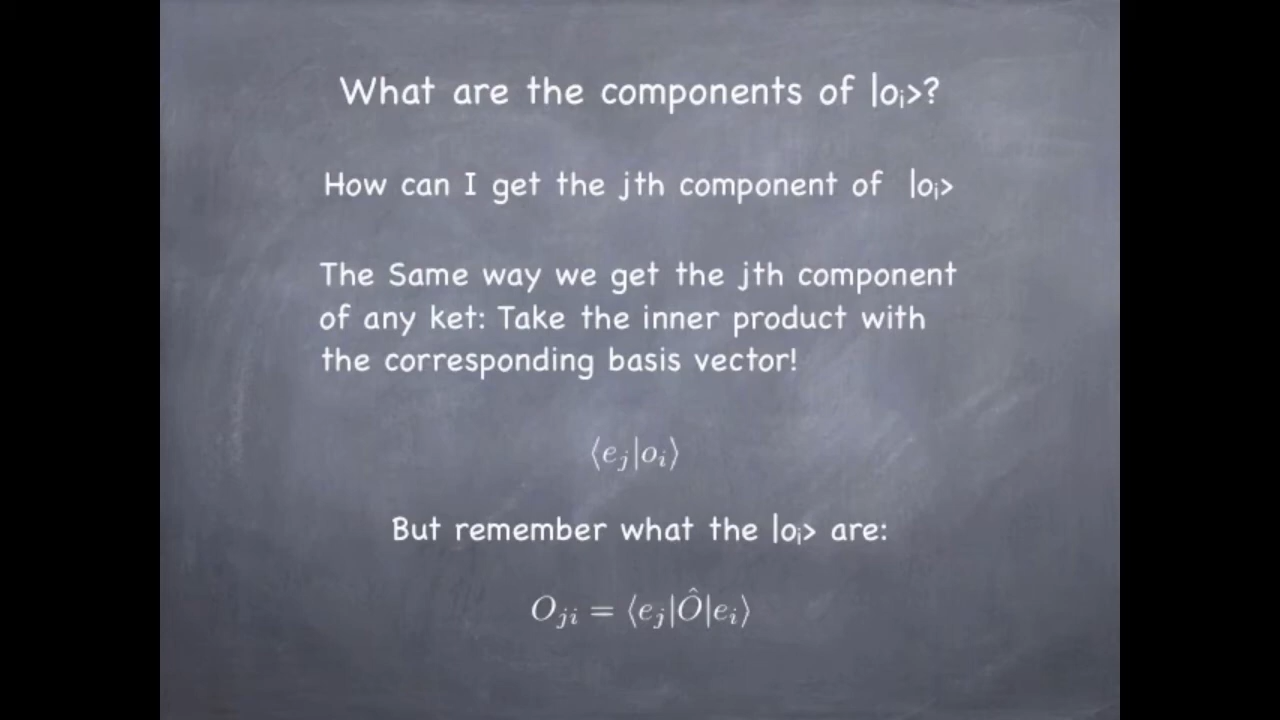 What are the components of |oᵢ>?
How can I get the jth component of |oᵢ>
The Same way we get the jth component
of any ket: Take the inner product with
the corresponding basis vector!
⟨eⱼ|oᵢ⟩
But remember what the |oᵢ> are:
Oⱼᵢ = ⟨eⱼ|Ô|eᵢ⟩